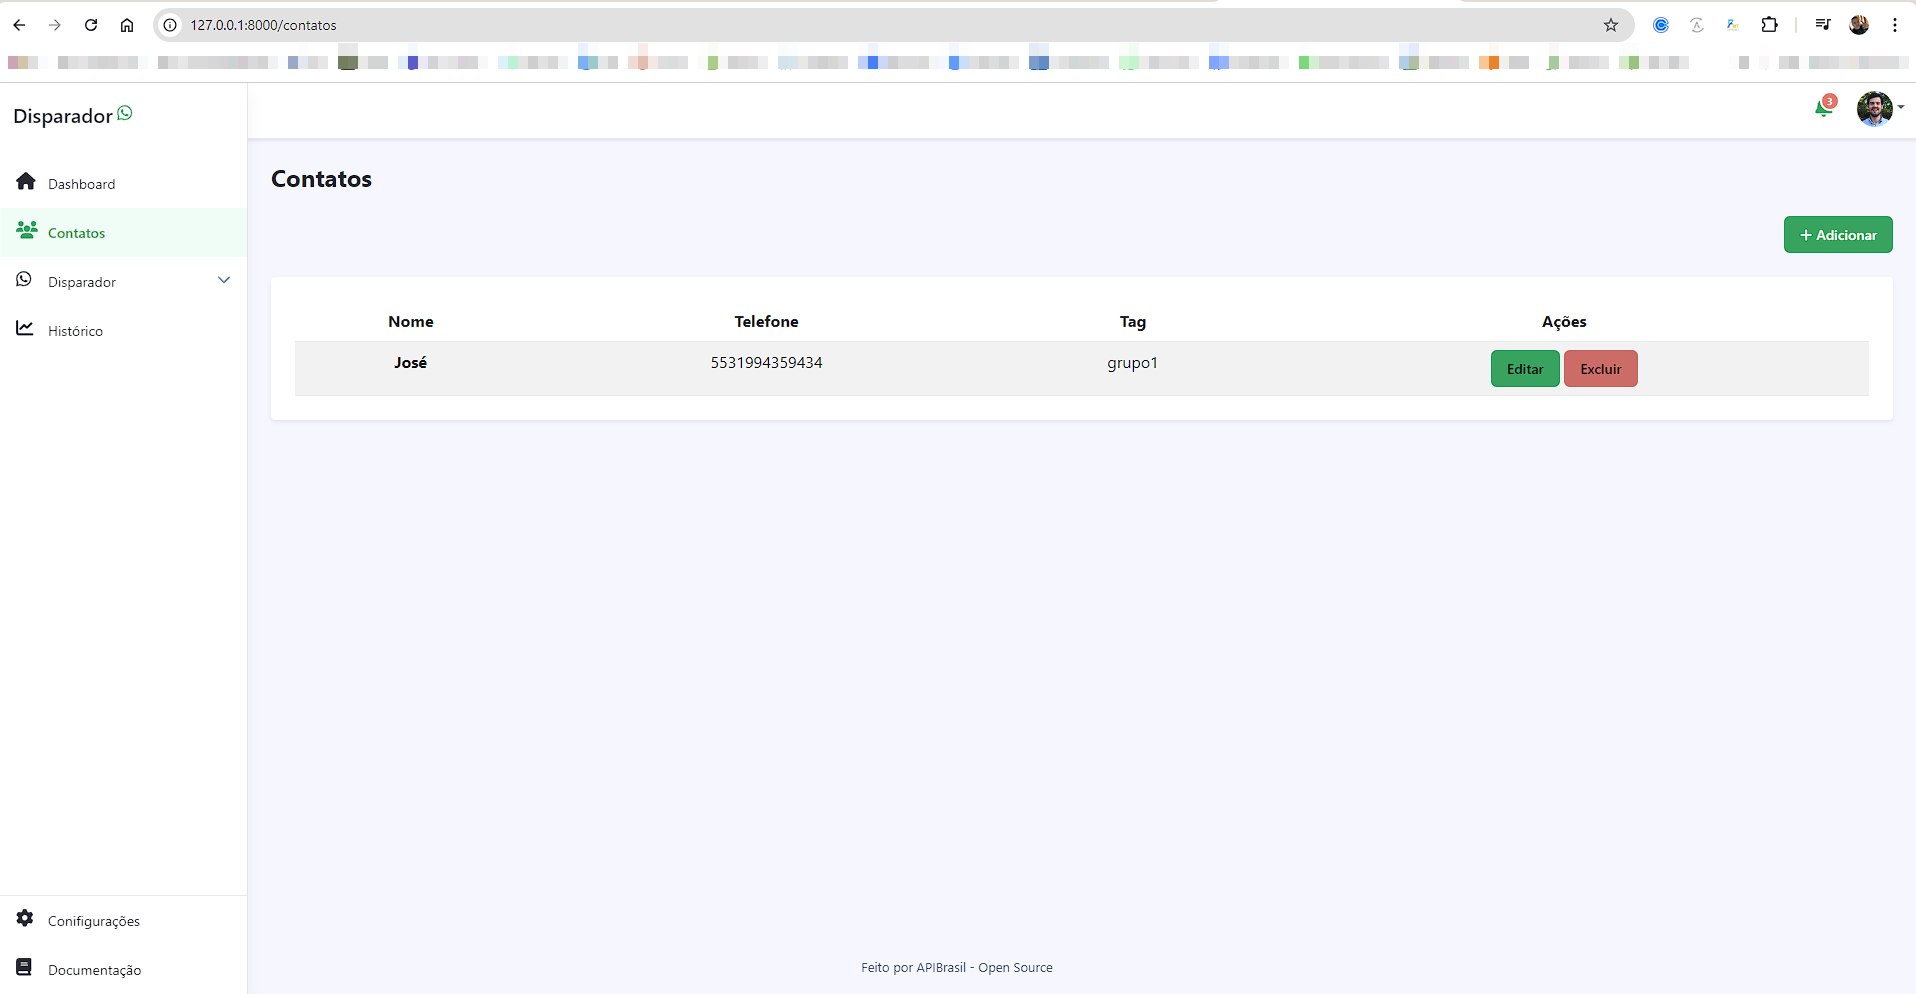 127.0.0.1:8000/contatos
Disparador
3
Dashboard
Contatos
Disparador
Histórico
Contatos
+ Adicionar
Nome Telefone Tag Ações
José 5531994359434 grupo1 Editar Excluir
Conifigurações
Documentação
Feito por APIBrasil - Open Source